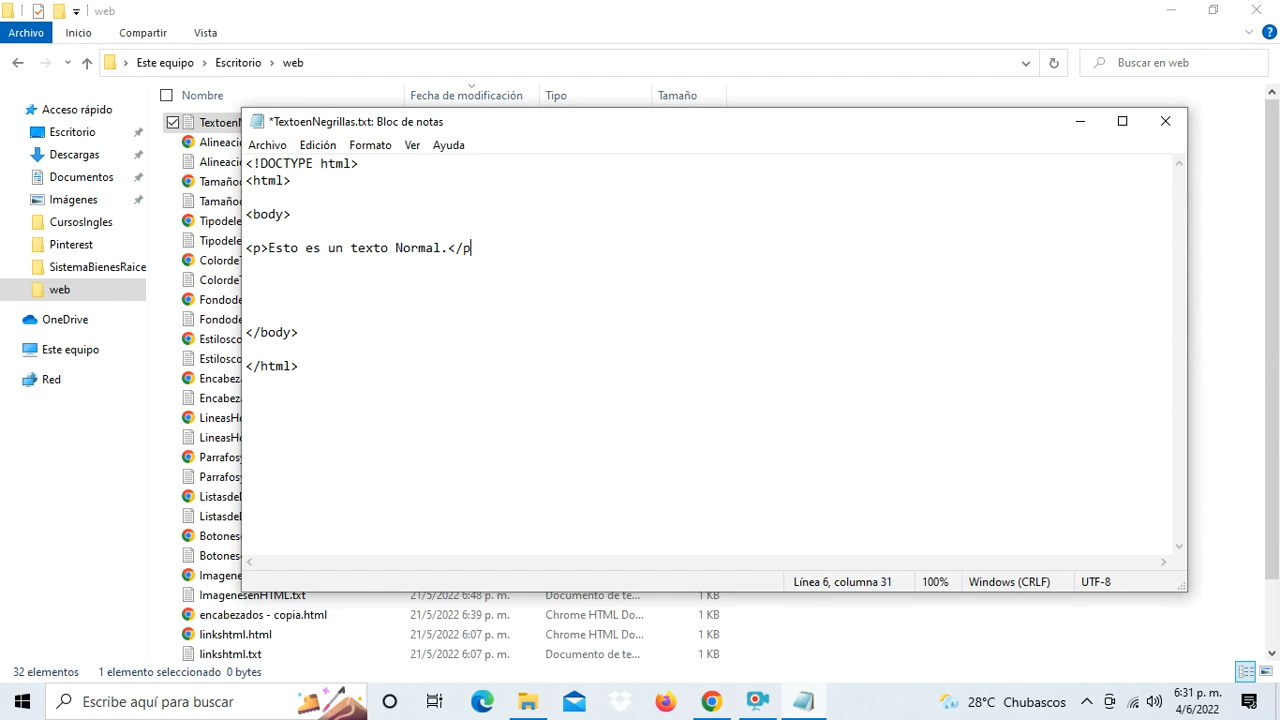 web
Archivo Inicio Compartir Vista
Este equipo Escritorio web
Buscar en web
Nombre Fecha de modificación Tipo Tamaño
Acceso rápido
Escritorio
Descargas
Documentos
Imágenes
CursosIngles
Pinterest
SistemaBienesRaice
web
OneDrive
Este equipo
Red
*TextoenNegrillas.txt: Bloc de notas
Archivo Edición Formato Ver Ayuda
<!DOCTYPE html>
<html>
<body>
<p>Esto es un texto Normal.</p
</body>
</html>
Línea 6, columna 31 100% Windows (CRLF) UTF-8
ImagenesenHTML.txt 21/5/2022 6:48 p. m. Documento de te... 1 KB
encabezados - copia.html 21/5/2022 6:39 p. m. Chrome HTML Do... 1 KB
linkshtml.html 21/5/2022 6:07 p. m. Chrome HTML Do... 1 KB
linkshtml.txt 21/5/2022 6:07 p. m. Documento de te... 1 KB
32 elementos 1 elemento seleccionado 0 bytes
Escribe aquí para buscar
28°C Chubascos
6:31 p. m.
4/6/2022